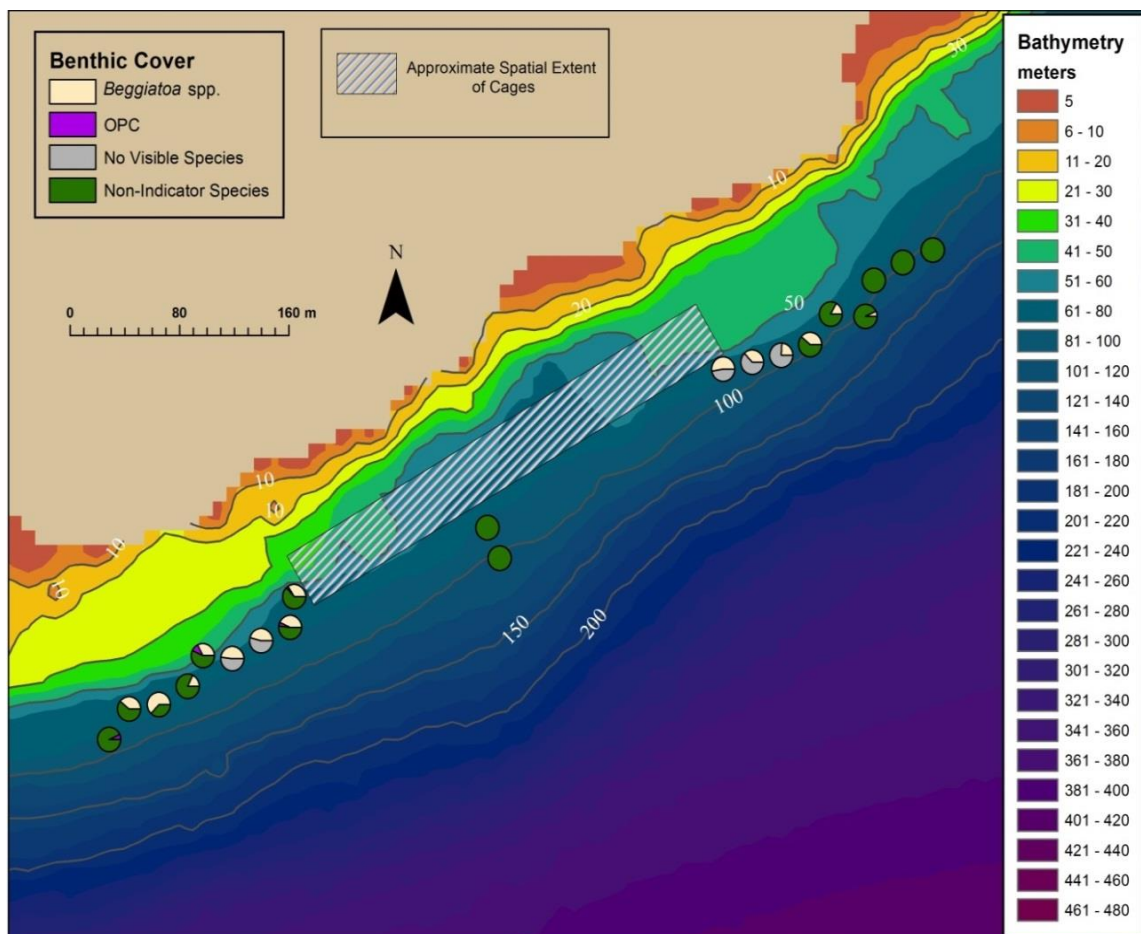 Benthic Cover
Beggiatoa spp.
OPC
No Visible Species
Non-Indicator Species
Approximate Spatial Extent
of Cages
N
0 80 160 m
30
10
20
50
100
10
10
10
10
150
200
Bathymetry
meters
5
6 - 10
11 - 20
21 - 30
31 - 40
41 - 50
51 - 60
61 - 80
81 - 100
101 - 120
121 - 140
141 - 160
161 - 180
181 - 200
201 - 220
221 - 240
241 - 260
261 - 280
281 - 300
301 - 320
321 - 340
341 - 360
361 - 380
381 - 400
401 - 420
421 - 440
441 - 460
461 - 480